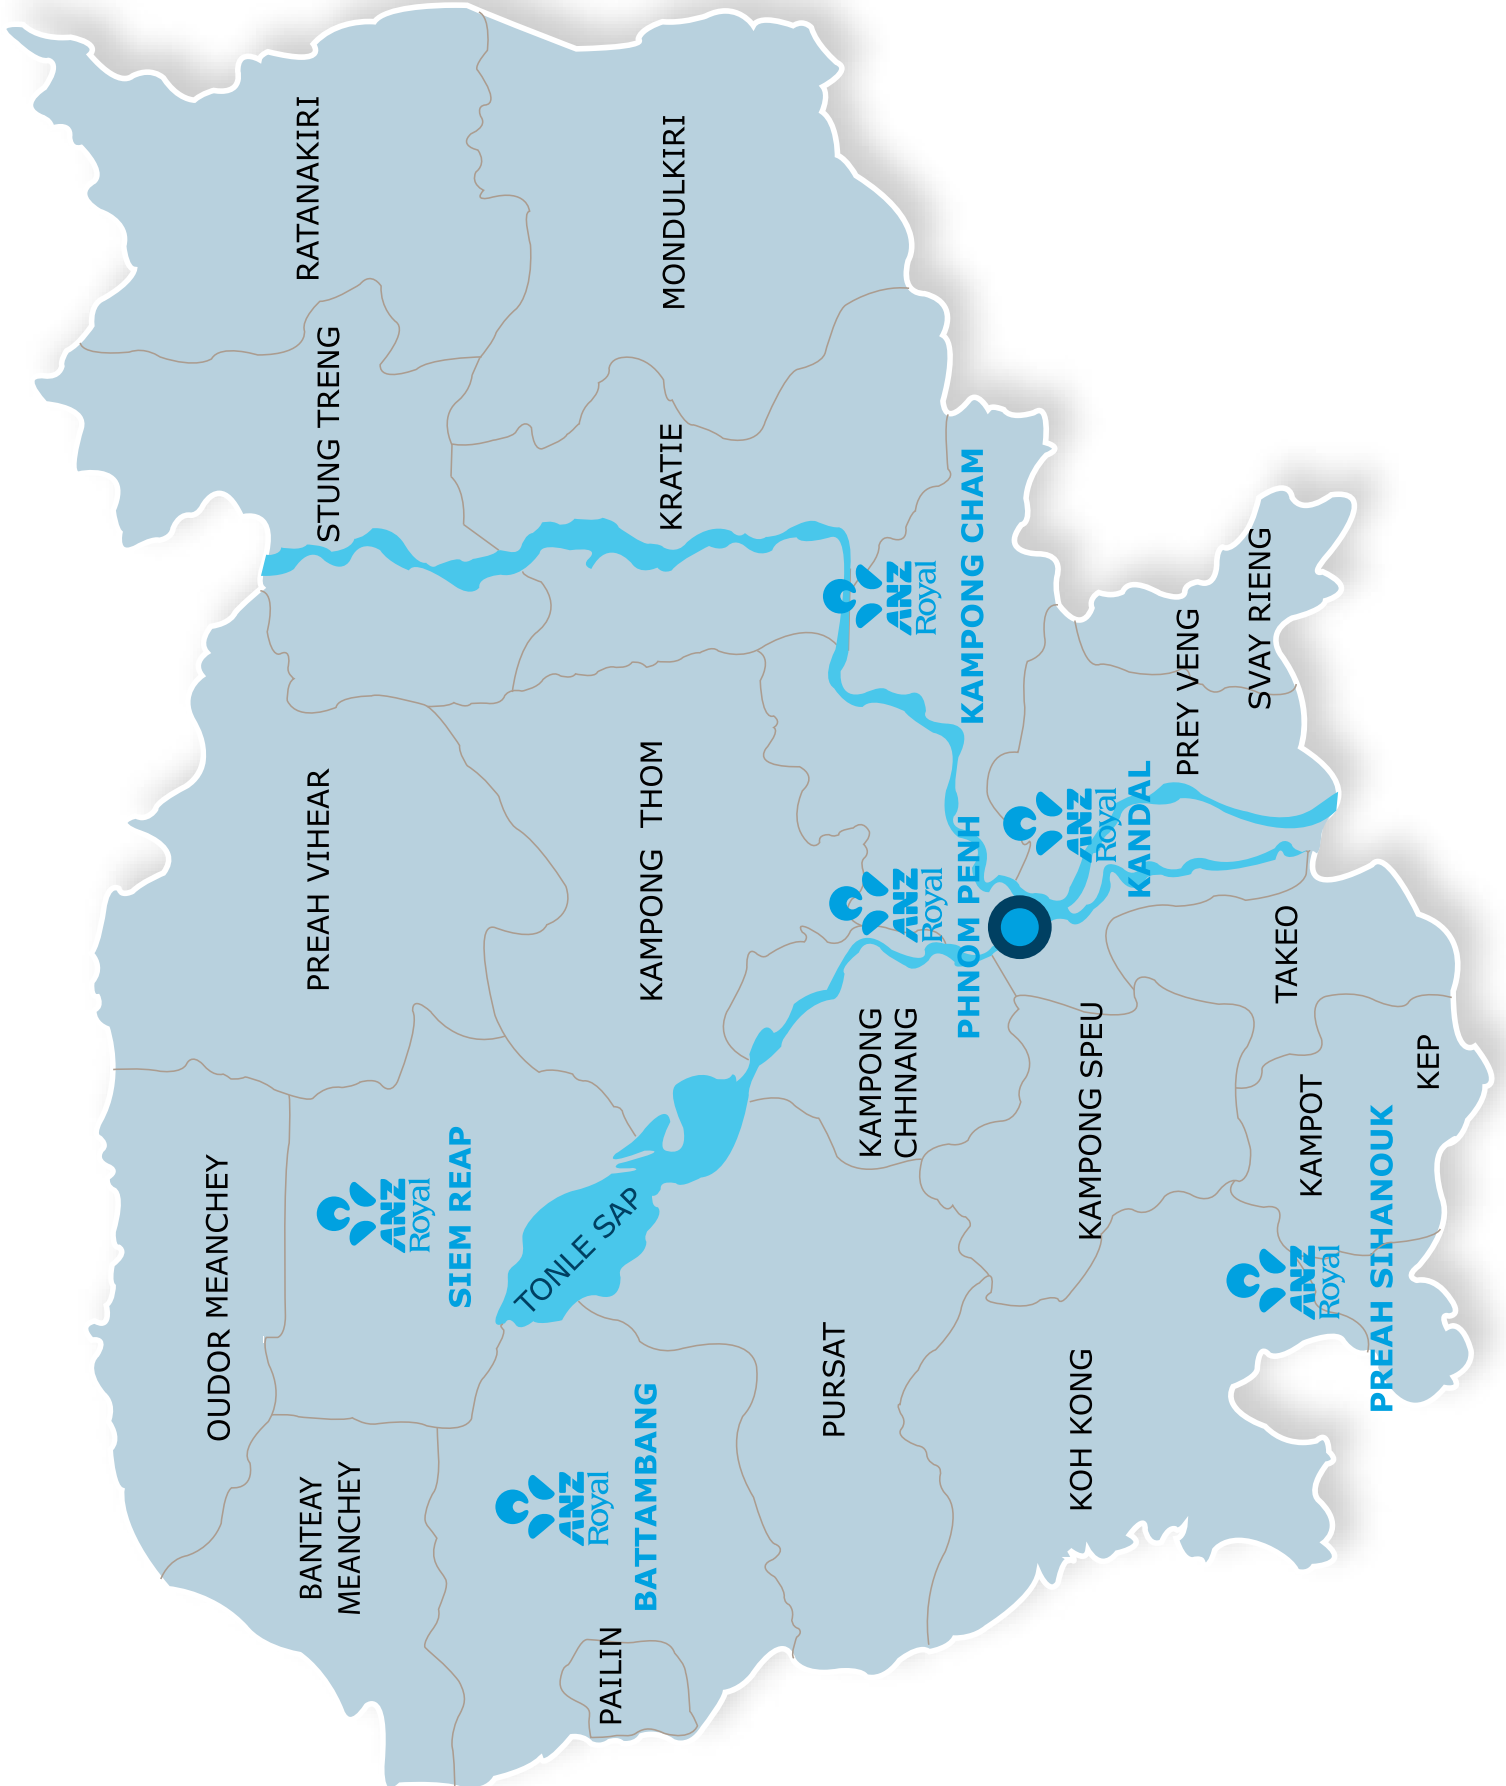 OUDOR MEANCHEY
BANTEAY
MEANCHEY
PREAH VIHEAR
STUNG TRENG
RATANAKIRI
ANZ
Royal
SIEM REAP
ANZ
Royal
BATTAMBANG
PAILIN
TONLE SAP
KAMPONG THOM
KRATIE
MONDULKIRI
PURSAT
KAMPONG
CHHNANG
ANZ
Royal
PHNOM PENH
ANZ
Royal
KAMPONG CHAM
KOH KONG
KAMPONG SPEU
ANZ
Royal
KANDAL
PREY VENG
SVAY RIENG
TAKEO
KAMPOT
ANZ
Royal
PREAH SIHANOUK
KEP